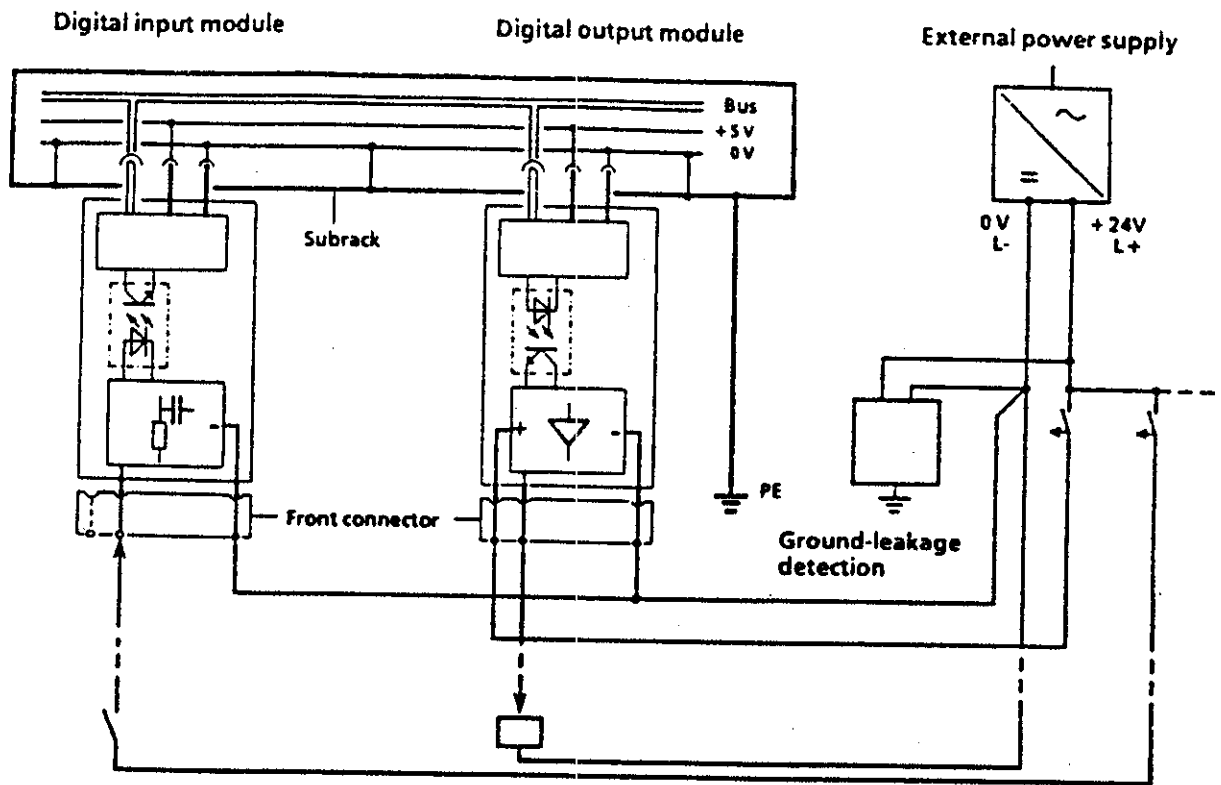 Digital input module
Digital output module
External power supply
Bus
+5V
0V
0V
L-
+24V
L+
Subrack
PE
Front connector
Ground-leakage
detection